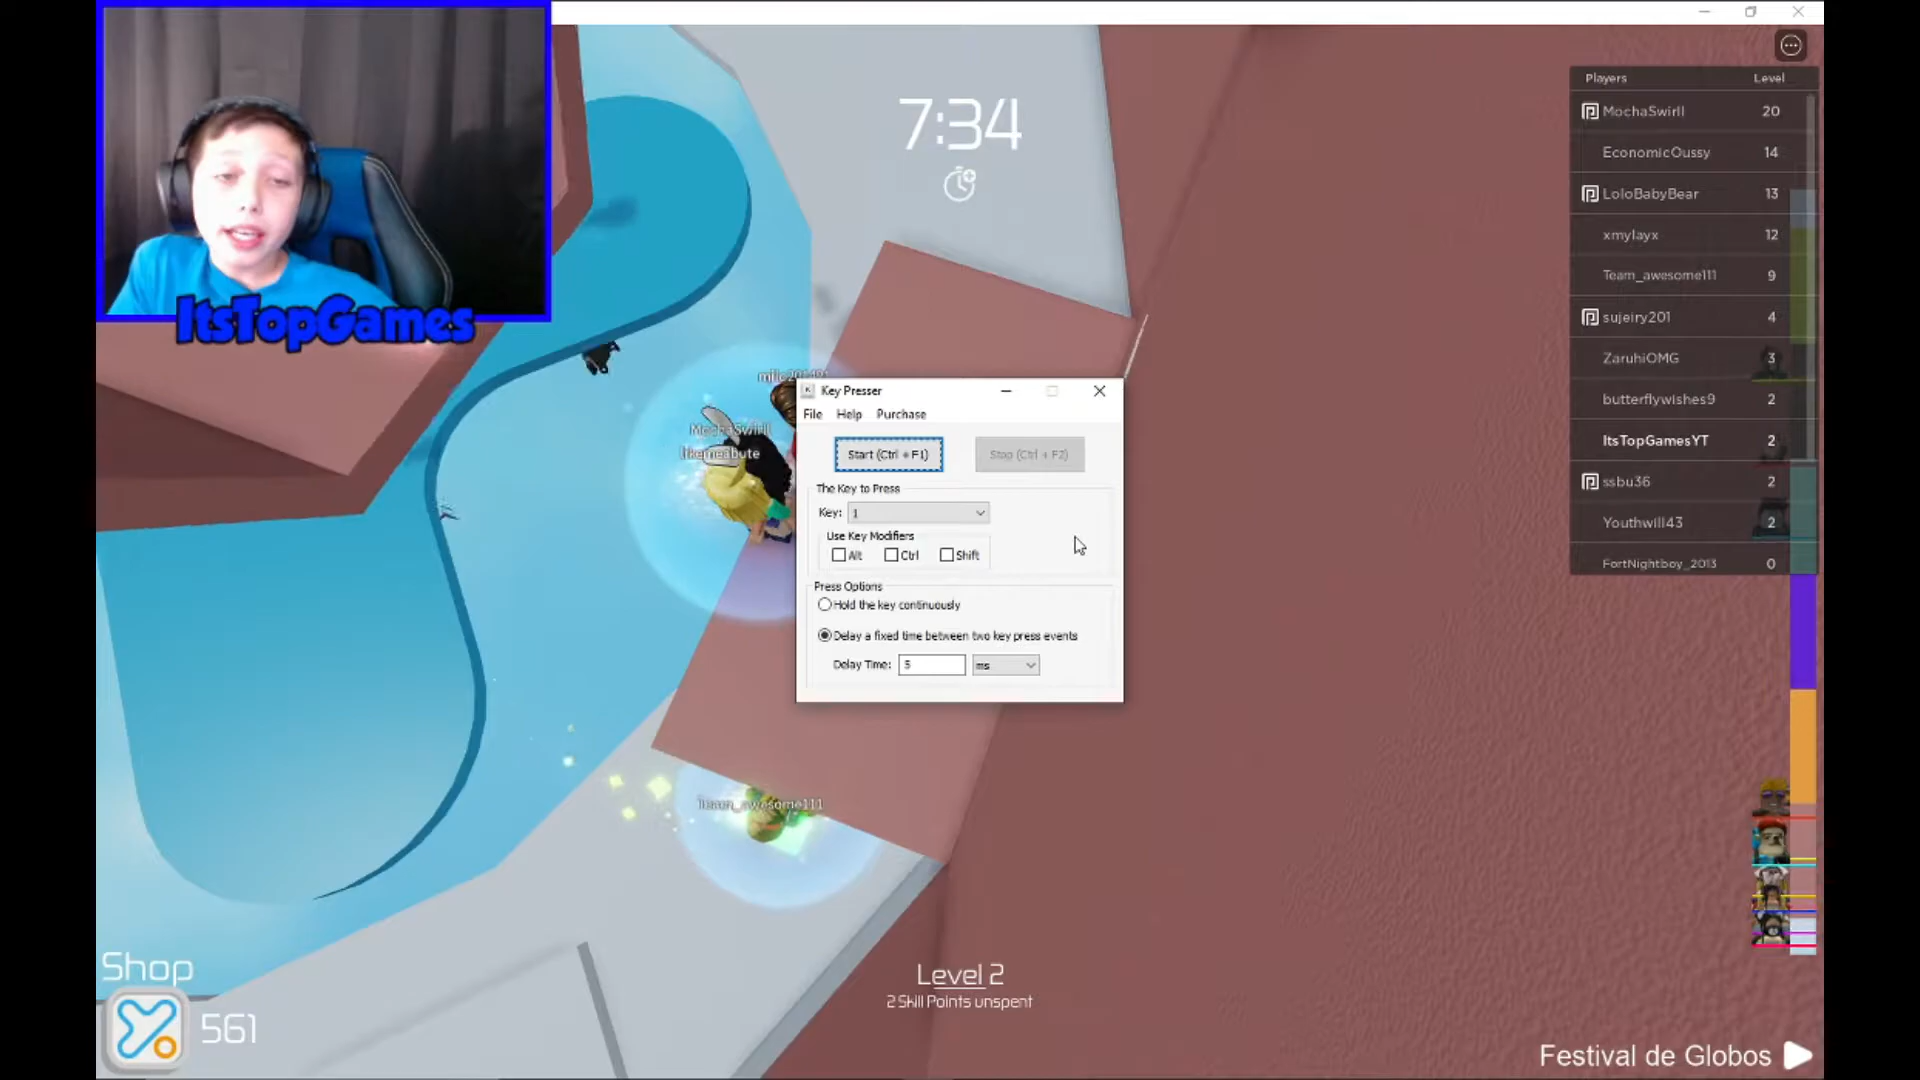 ItsTopGames
7:34
Players Level
MochaSwirll 20
EconomicOussy 14
LoloBabyBear 13
xmylayx 12
Team_awesome111 9
sujeiry201 4
ZaruhiOMG 3
butterflywishes9 2
ItsTopGamesYT 2
ssbu36 2
Youthwill43 2
FortNightboy_2013 0
MochaSwirll
Key Presser
File Help Purchase
Start (Ctrl + F1) Stop (Ctrl + F2)
The Key to Press
Key: 1
Use Key Modifiers
Alt Ctrl Shift
Press Options
Hold the key continuously
Delay a fixed time between two key press events
Delay Time: 5 ms
Team_awesome111
Level 2
2 Skill Points unspent
Shop
561
Festival de Globos